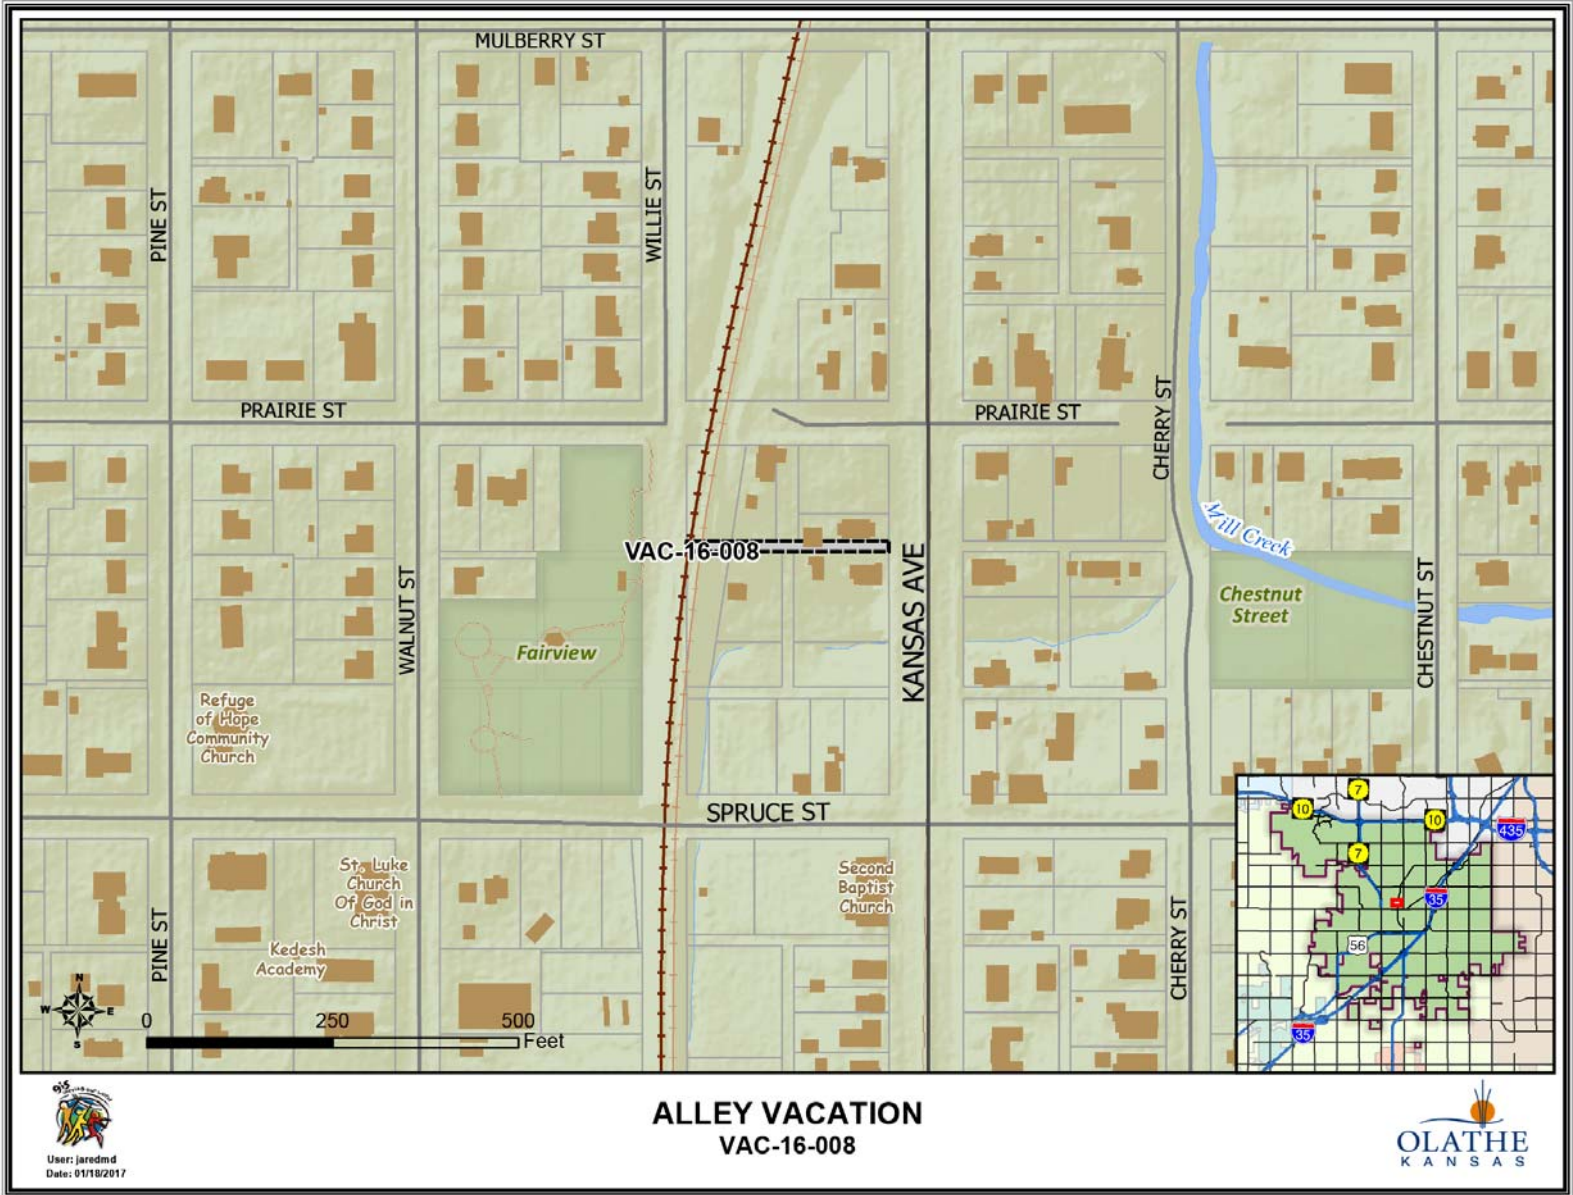 MULBERRY ST
PINE ST
WILLIE ST
PRAIRIE ST
PRAIRIE ST
CHERRY ST
Mill Creek
VAC-16-008
WALNUT ST
KANSAS AVE
Chestnut
Street
CHESTNUT ST
Fairview
Refuge
of Hope
Community
Church
SPRUCE ST
St. Luke
Church
Of God in
Christ
Second
Baptist
Church
Kedesh
Academy
PINE ST
CHERRY ST
7
10
10
435
7
35
56
35
N
W E
S
0 250 500
Feet
ALLEY VACATION
VAC-16-008
gis
User: jaredmd
Date: 01/18/2017
OLATHE
KANSAS